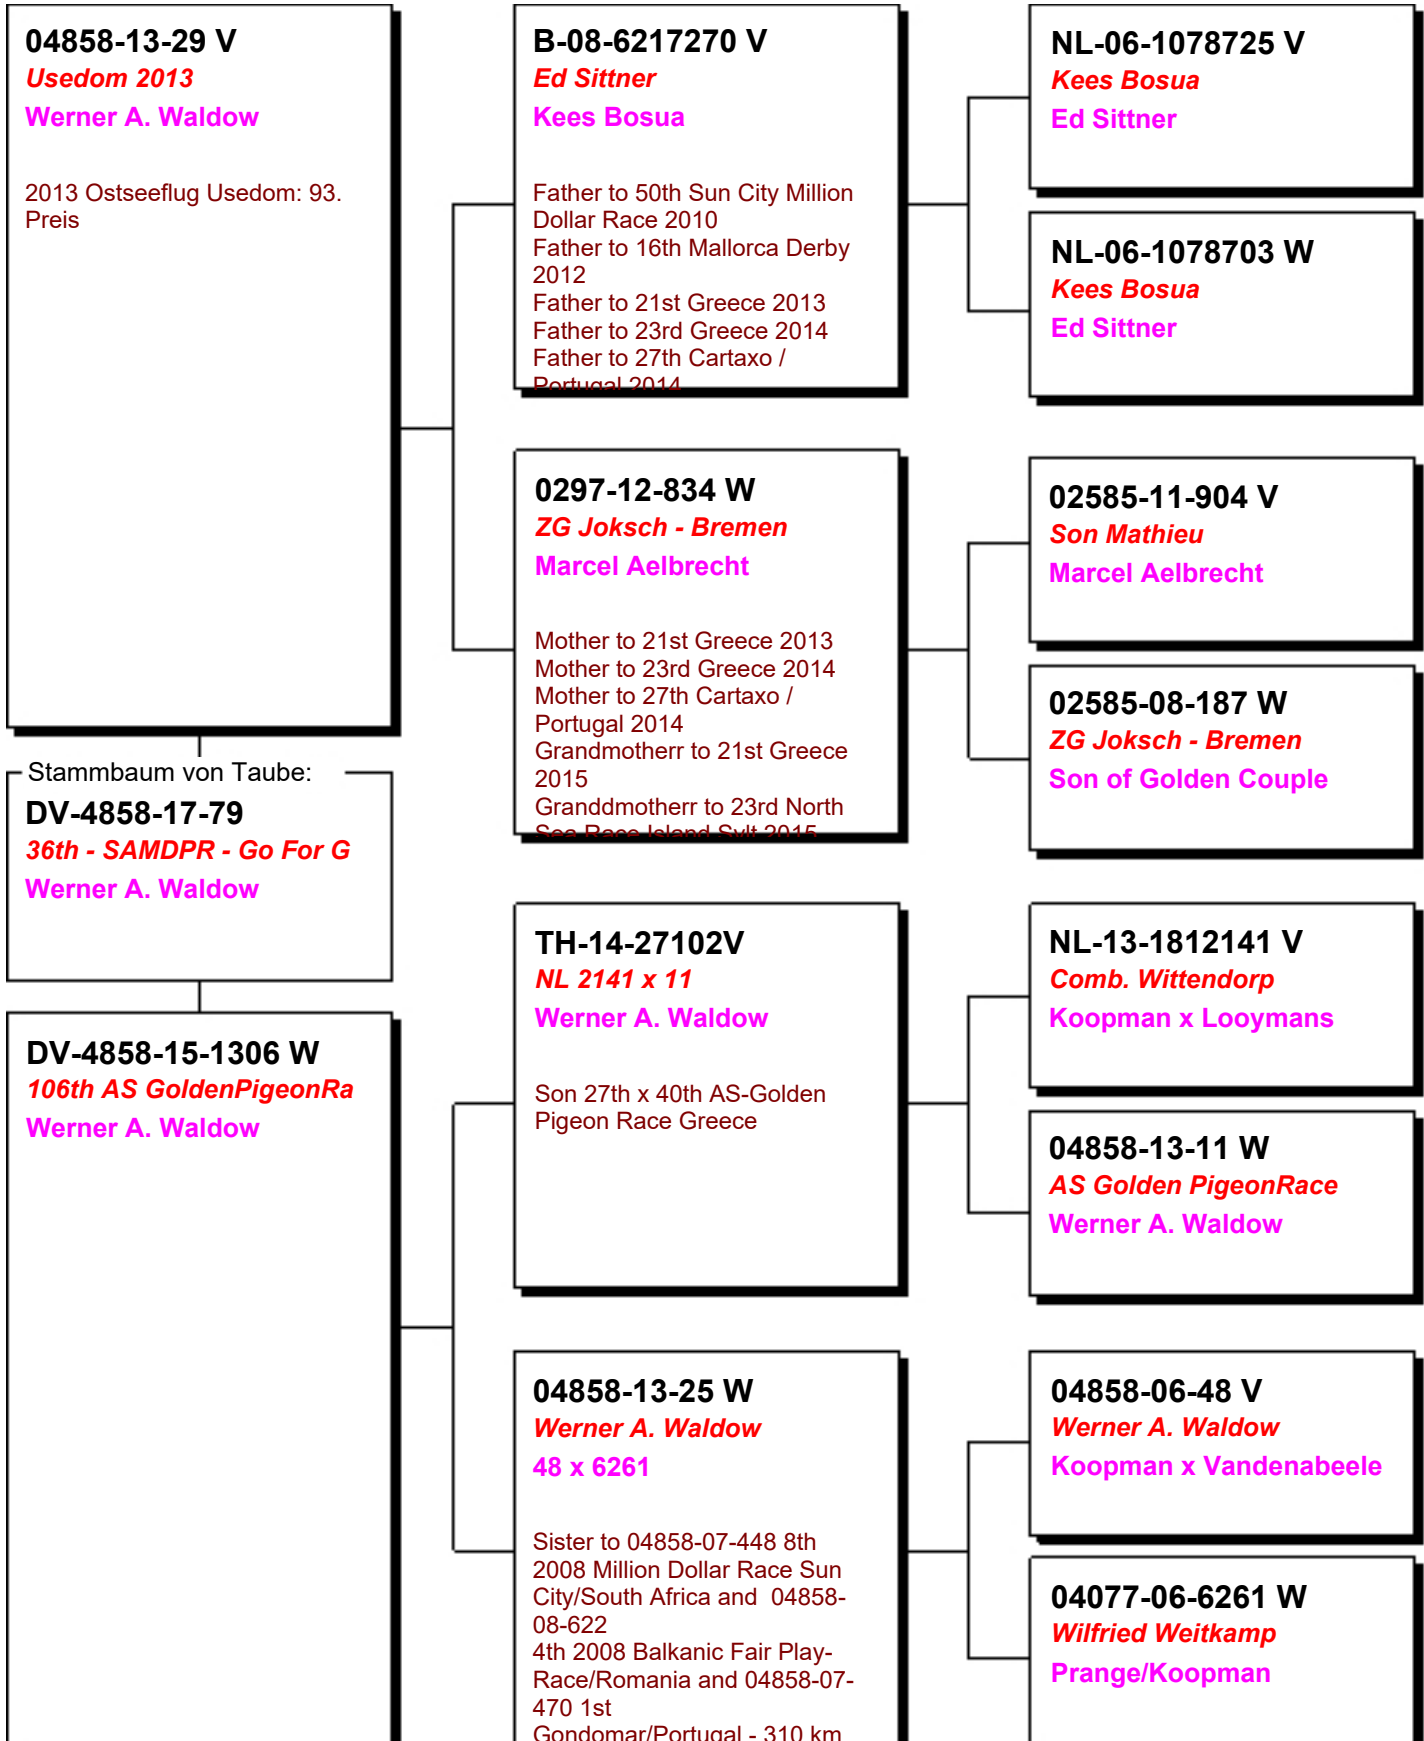 04858-13-29 V
Usedom 2013
Werner A. Waldow
2013 Ostseeflug Usedom: 93.
Preis
Stammbaum von Taube:
DV-4858-17-79
36th - SAMDPR - Go For G
Werner A. Waldow
DV-4858-15-1306 W
106th AS GoldenPigeonRa
Werner A. Waldow
B-08-6217270 V
Ed Sittner
Kees Bosua
Father to 50th Sun City Million
Dollar Race 2010
Father to 16th Mallorca Derby
2012
Father to 21st Greece 2013
Father to 23rd Greece 2014
Father to 27th Cartaxo /
Portugal 2014
0297-12-834 W
ZG Joksch - Bremen
Marcel Aelbrecht
Mother to 21st Greece 2013
Mother to 23rd Greece 2014
Mother to 27th Cartaxo /
Portugal 2014
Grandmotherr to 21st Greece
2015
Granddmotherr to 23rd North
Sea Race Island Sylt 2015
TH-14-27102V
NL 2141 x 11
Werner A. Waldow
Son 27th x 40th AS-Golden
Pigeon Race Greece
04858-13-25 W
Werner A. Waldow
48 x 6261
Sister to 04858-07-448 8th
2008 Million Dollar Race Sun
City/South Africa and  04858-
08-622
4th 2008 Balkanic Fair Play-
Race/Romania and 04858-07-
470 1st
Gondomar/Portugal - 310 km
NL-06-1078725 V
Kees Bosua
Ed Sittner
NL-06-1078703 W
Kees Bosua
Ed Sittner
02585-11-904 V
Son Mathieu
Marcel Aelbrecht
02585-08-187 W
ZG Joksch - Bremen
Son of Golden Couple
NL-13-1812141 V
Comb. Wittendorp
Koopman x Looymans
04858-13-11 W
AS Golden PigeonRace
Werner A. Waldow
04858-06-48 V
Werner A. Waldow
Koopman x Vandenabeele
04077-06-6261 W
Wilfried Weitkamp
Prange/Koopman